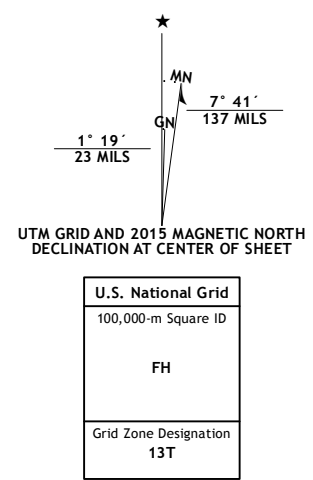 ★
MN
7° 41´
137 MILS
GN
1° 19´
23 MILS
UTM GRID AND 2015 MAGNETIC NORTH
DECLINATION AT CENTER OF SHEET
U.S. National Grid
100,000-m Square ID
FH
Grid Zone Designation
13T